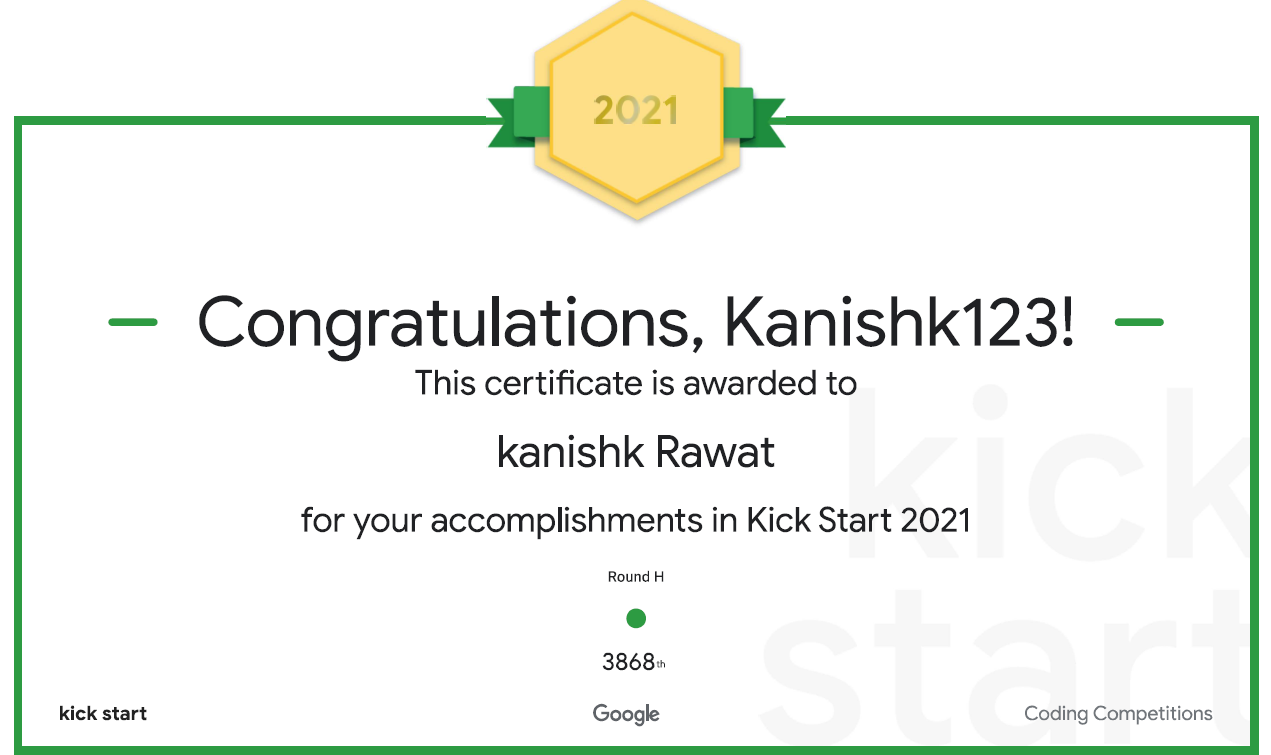 2021
Congratulations, Kanishk123!
This certificate is awarded to
kanishk Rawat
for your accomplishments in Kick Start 2021
Round H
3868th
kick
start
kick start
Google
Coding Competitions